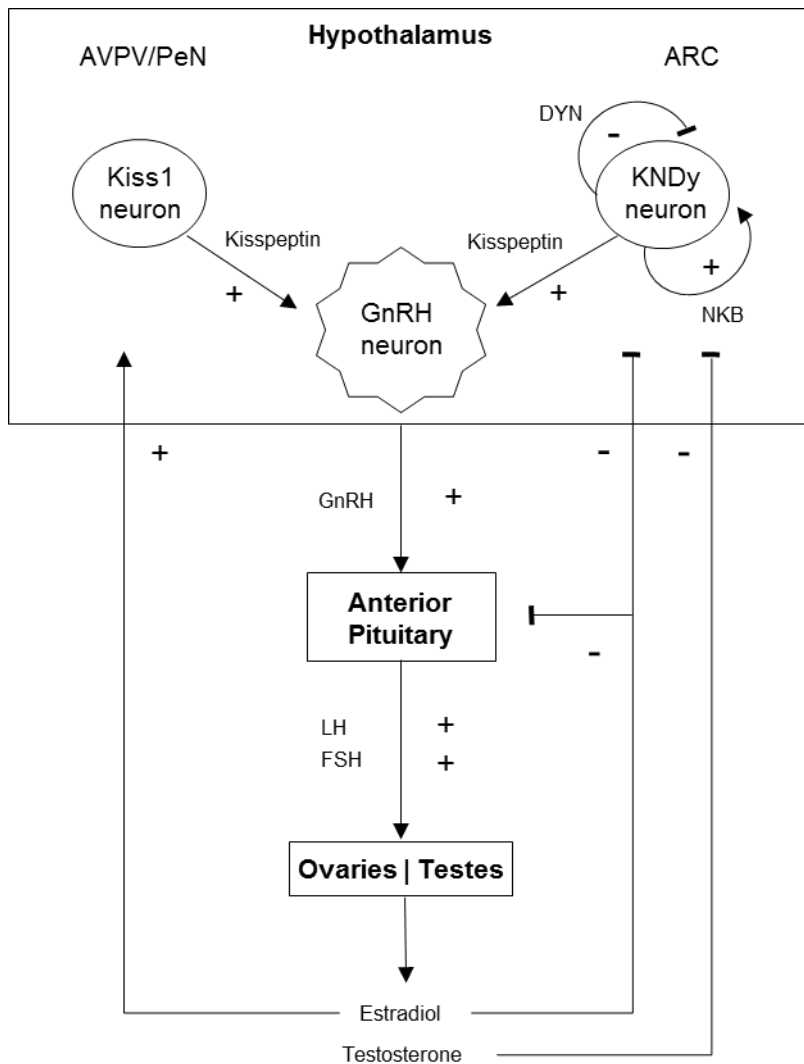 Hypothalamus
AVPV/PeN
ARC
DYN
-
Kiss1
neuron
KNDy
neuron
Kisspeptin
Kisspeptin
+
+
+
NKB
GnRH
neuron
+
-
-
GnRH
+
Anterior
Pituitary
-
LH
+
FSH
+
Ovaries | Testes
Estradiol
Testosterone